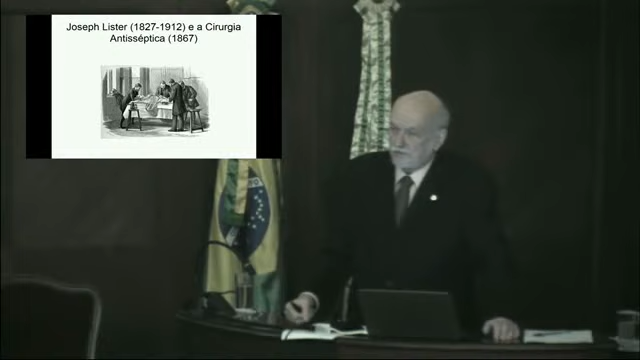 Joseph Lister (1827-1912) e a Cirurgia
Antisséptica (1867)